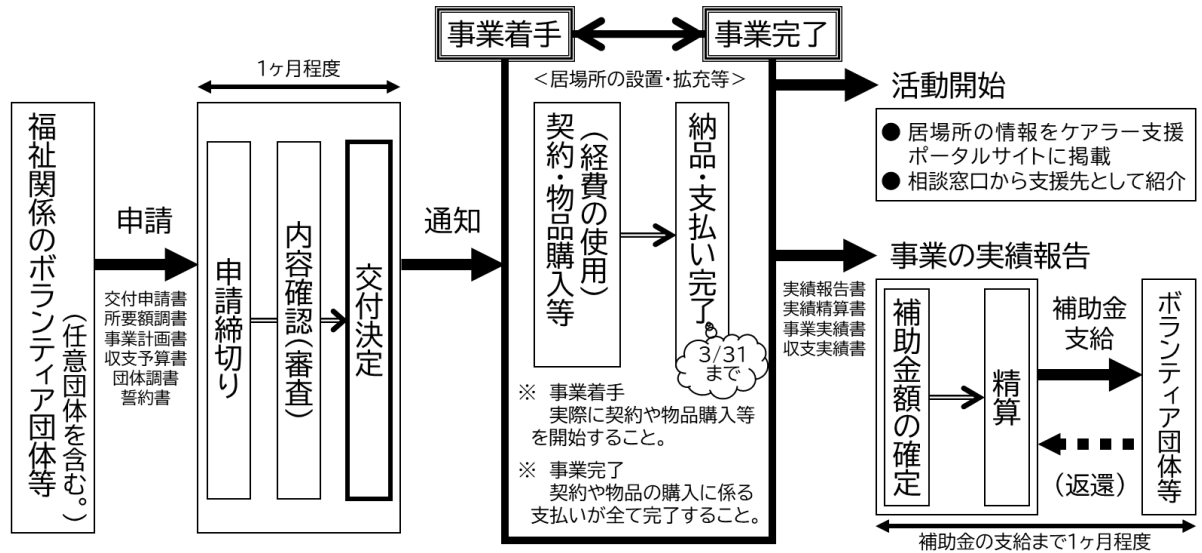 福祉関係のボランティア団体等
（任意団体を含む。）
申請
交付申請書
所要額調書
事業計画書
収支予算書
団体調書
誓約書
1ヶ月程度
申請締切り
内容確認（審査）
交付決定
通知
事業着手
事業完了
＜居場所の設置・拡充等＞
（経費の使用）
契約・物品購入等
納品・支払い完了
3/31
まで
※ 事業着手
実際に契約や物品購入等
を開始すること。
※ 事業完了
契約や物品の購入に係る
支払いが全て完了すること。
活動開始
● 居場所の情報をケアラー支援
ポータルサイトに掲載
● 相談窓口から支援先として紹介
事業の実績報告
実績報告書
実績精算書
事業実績書
収支実績書
補助金額の確定
精算
補助金
支給
（返還）
ボランティア団体等
補助金の支給まで1ヶ月程度